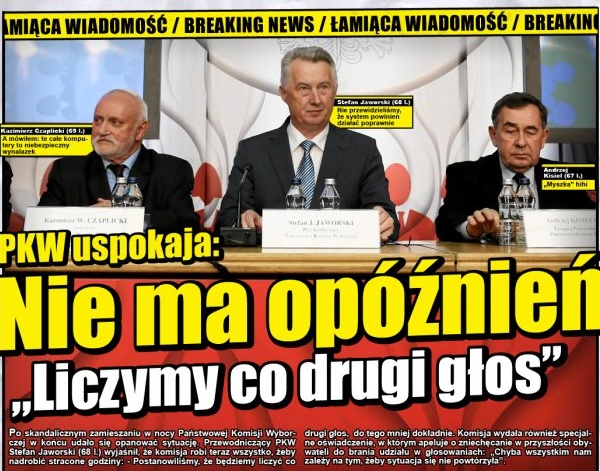 AMIĄCA WIADOMOŚĆ / BREAKING NEWS / ŁAMIĄCA WIADOMOŚĆ / BREAKING
Kazimierz Czaplicki (69 l.)
A mówiłem: te całe kompu-
tery to niebezpieczny
wynalazek
Stefan Jaworski (68 l.)
Nie przewidzieliśmy,
że system powinien
działać poprawnie
Andrzej
Kisiel (67 l.)
„Myszka" hihi
Kazimierz W. CZAPLICKI
Stefan J. JAWORSKI
Przewodniczący
Państwowej Komisji Wyborczej
Andrzej KISIEL
PKW uspokaja:
Nie ma opóźnień
„Liczymy co drugi głos”
Po skandalicznym zamieszaniu w nocy Państwowej Komisji Wybor-
czej w końcu udało się opanować sytuację. Przewodniczący PKW
Stefan Jaworski (68 l.) wyjaśnił, że komisja robi teraz wszystko, żeby
nadrobić stracone godziny: - Postanowiliśmy, że będziemy liczyć co
drugi głos, do tego mniej dokładnie. Komisja wydała również specjal-
ne oświadczenie, w którym apeluje o zniechęcanie w przyszłości oby-
wateli do brania udziału w głosowaniach: „Chyba wszystkim nam
zależy na tym, żeby sytuacja się nie powtórzyła”.